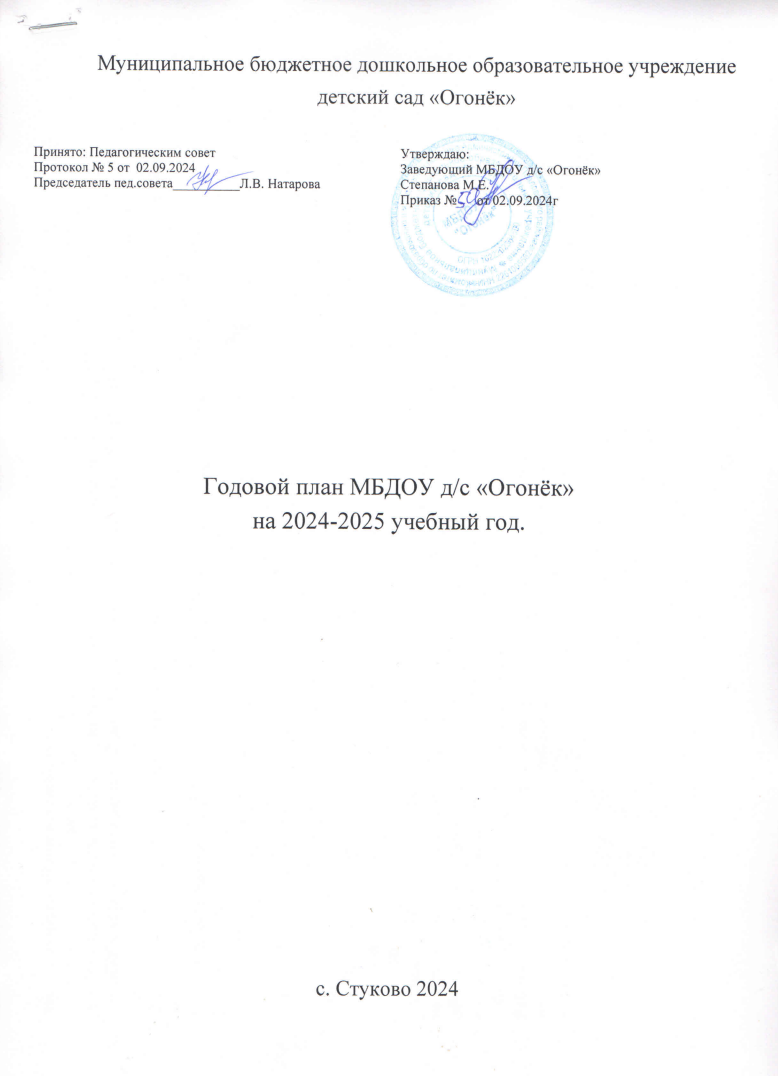 Муниципальное бюджетное дошкольное образовательное учреждение
детский сад «Огонёк»
Принято: Педагогическим совет
Протокол № 5 от 02.09.2024
Председатель пед.совета___________Л.В. Натарова
Утверждаю:
Заведующий МБДОУ д/с «Огонёк»
Степанова М.Е.
Приказ № от 02.09.2024г
Годовой план МБДОУ д/с «Огонёк»
на 2024-2025 учебный год.
с. Стуково 2024